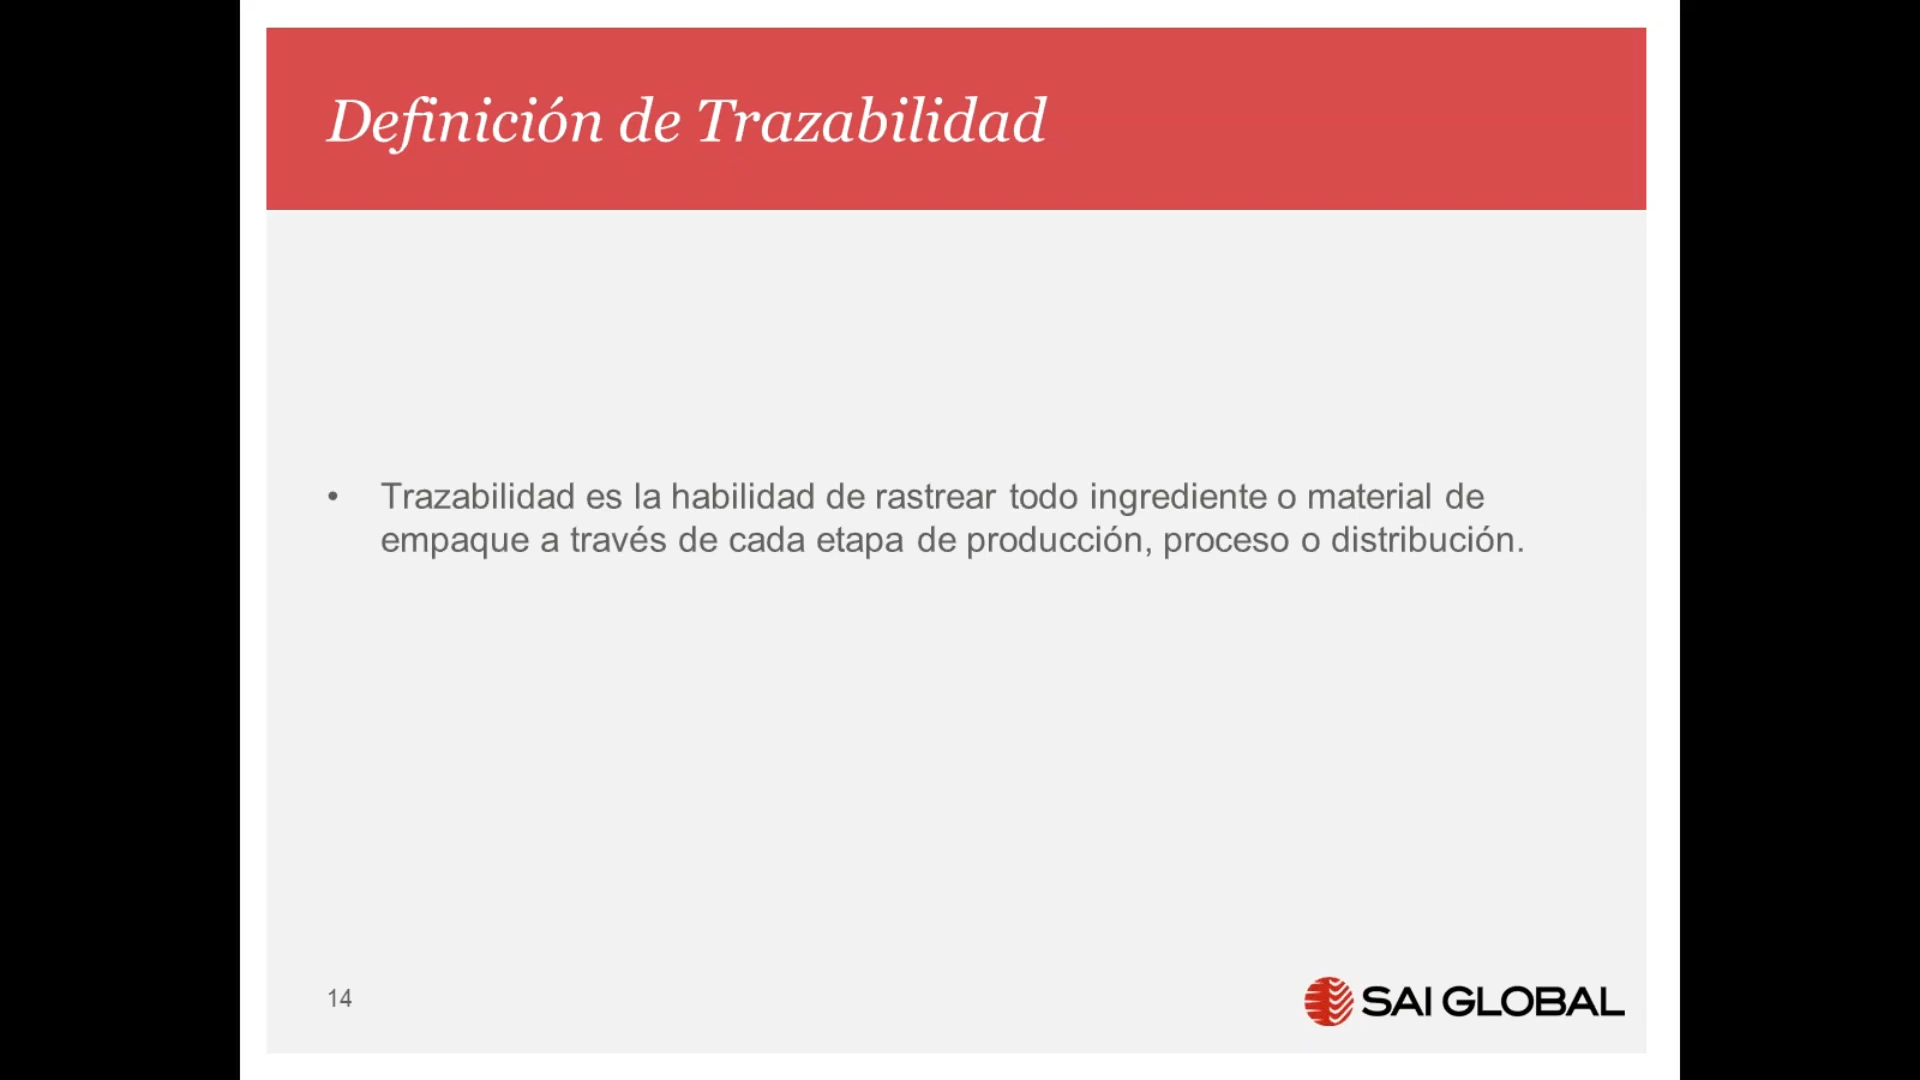 Definición de Trazabilidad
• Trazabilidad es la habilidad de rastrear todo ingrediente o material de
empaque a través de cada etapa de producción, proceso o distribución.
14
SAI GLOBAL